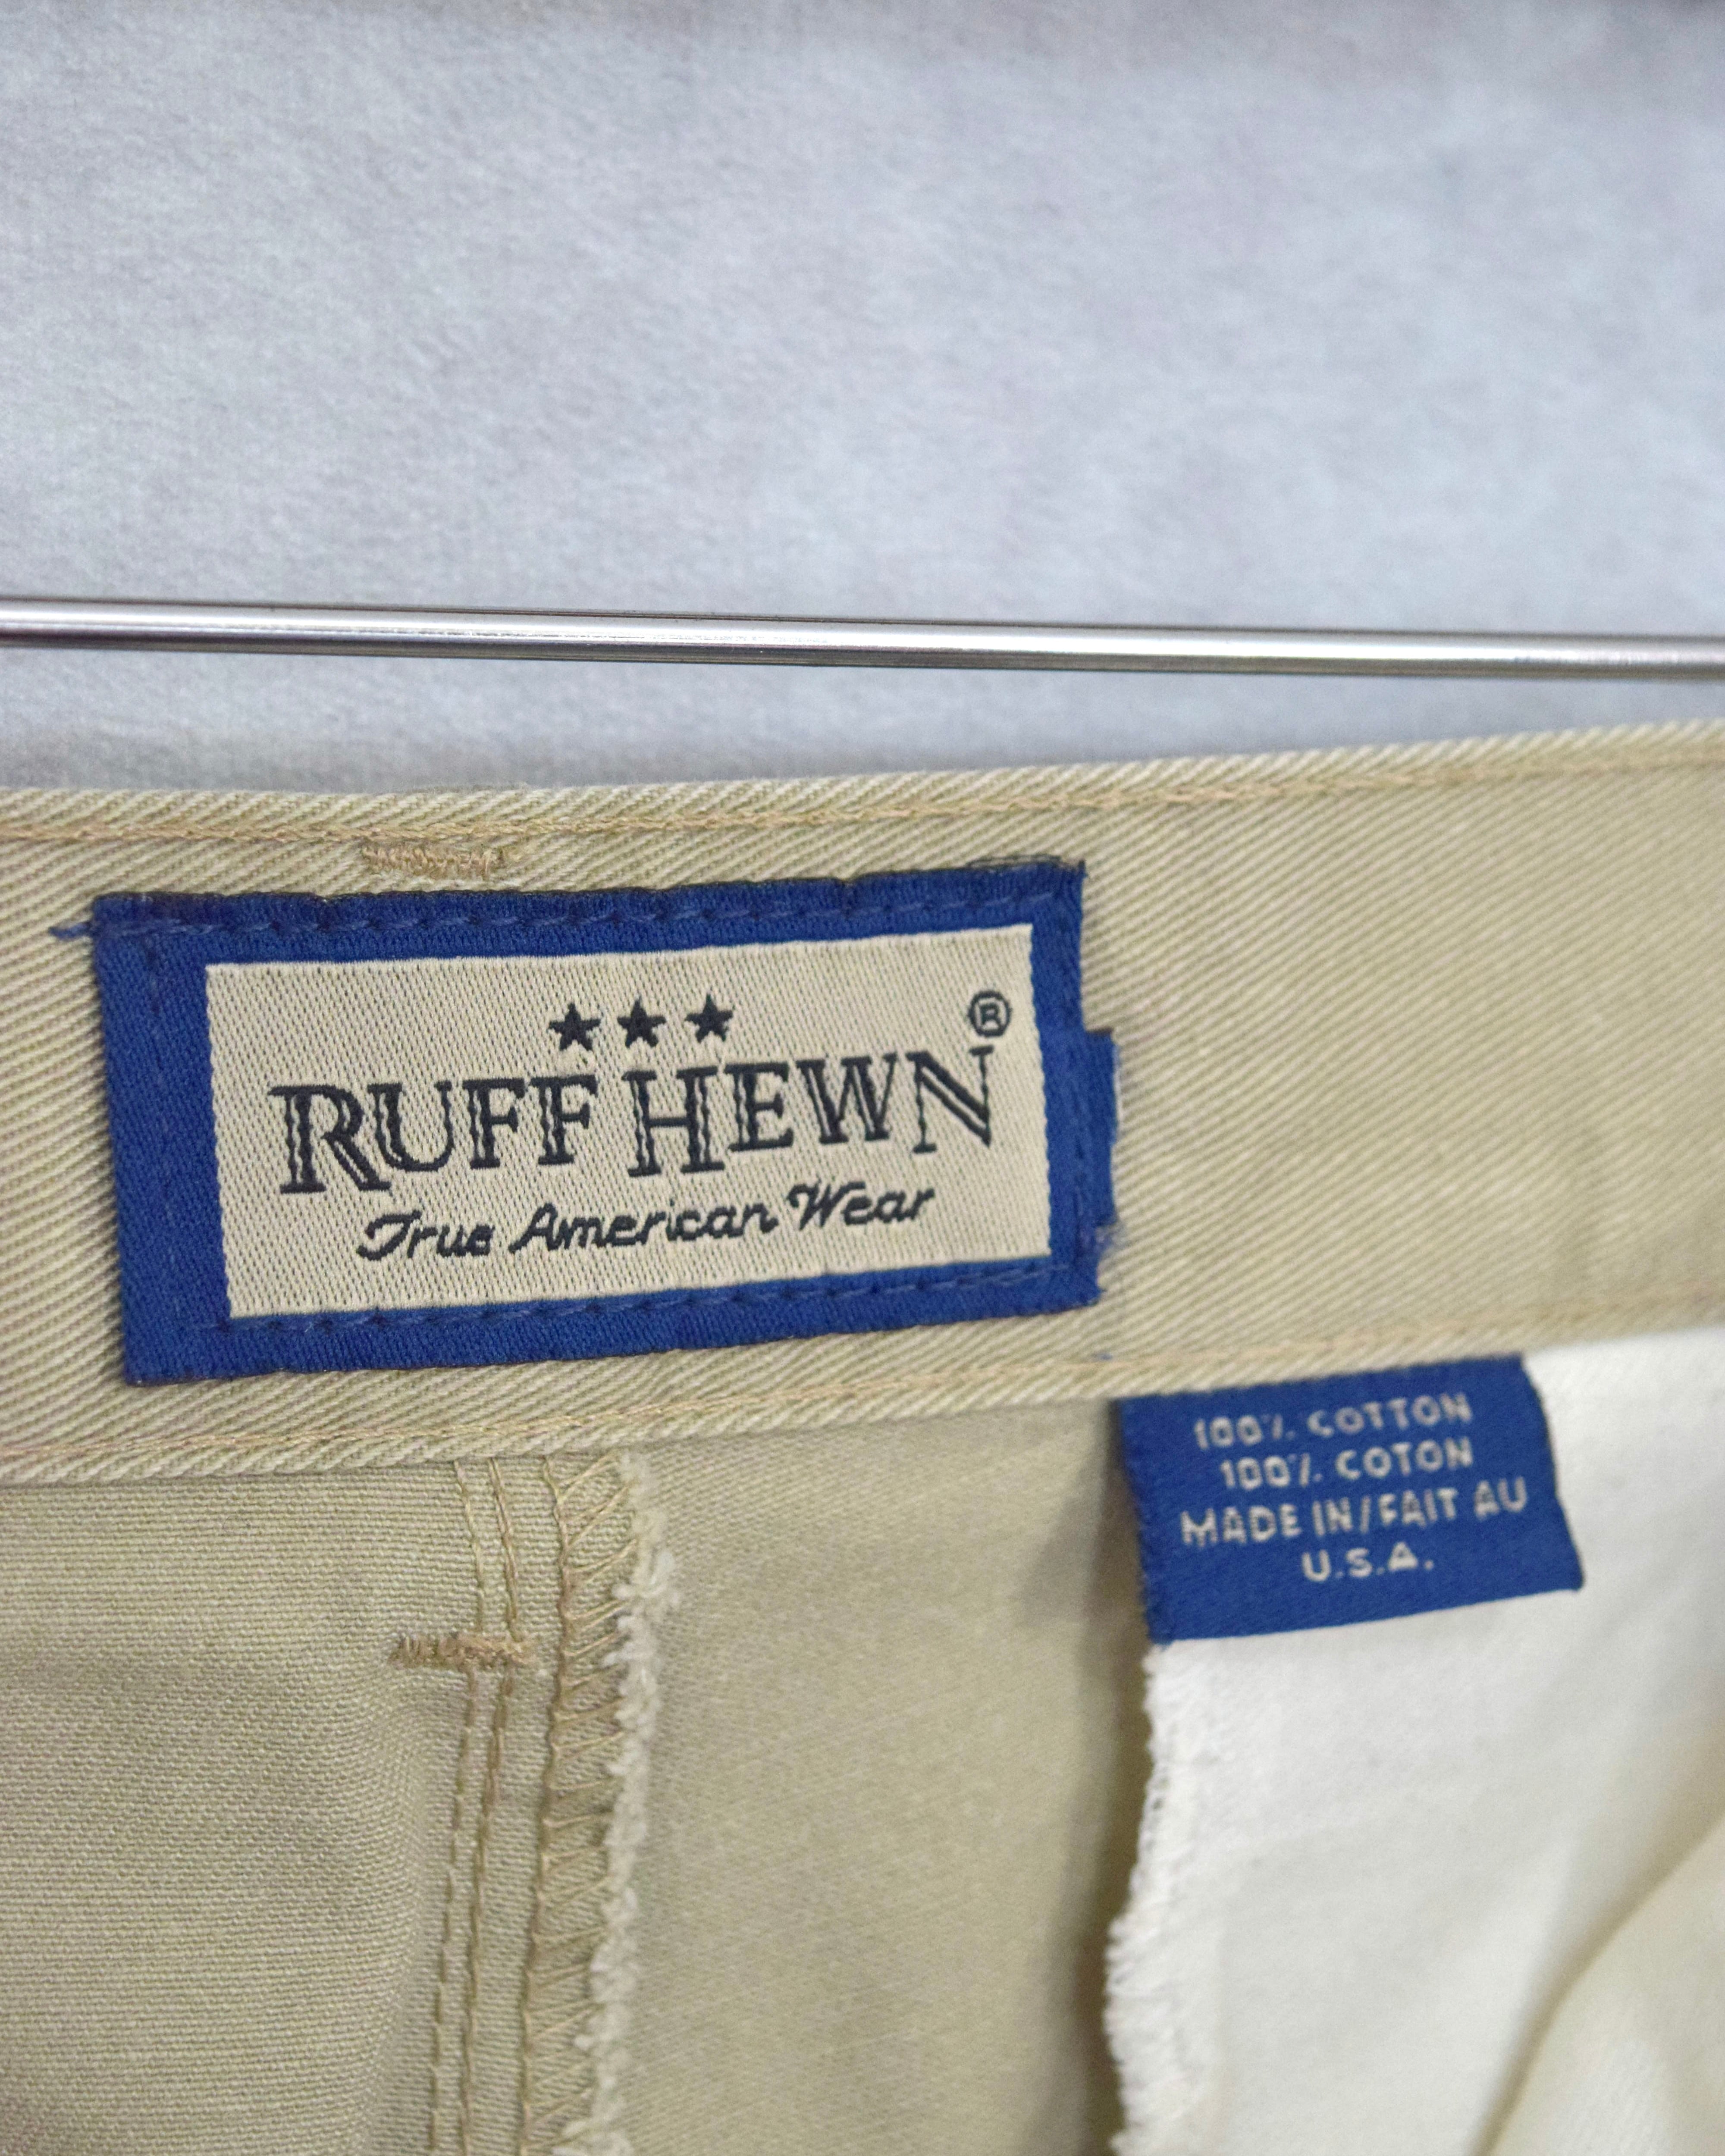 ★★★
RUFF HEWN®
True American Wear
100% COTTON
100% COTON
MADE IN/FAIT AU
U.S.A.